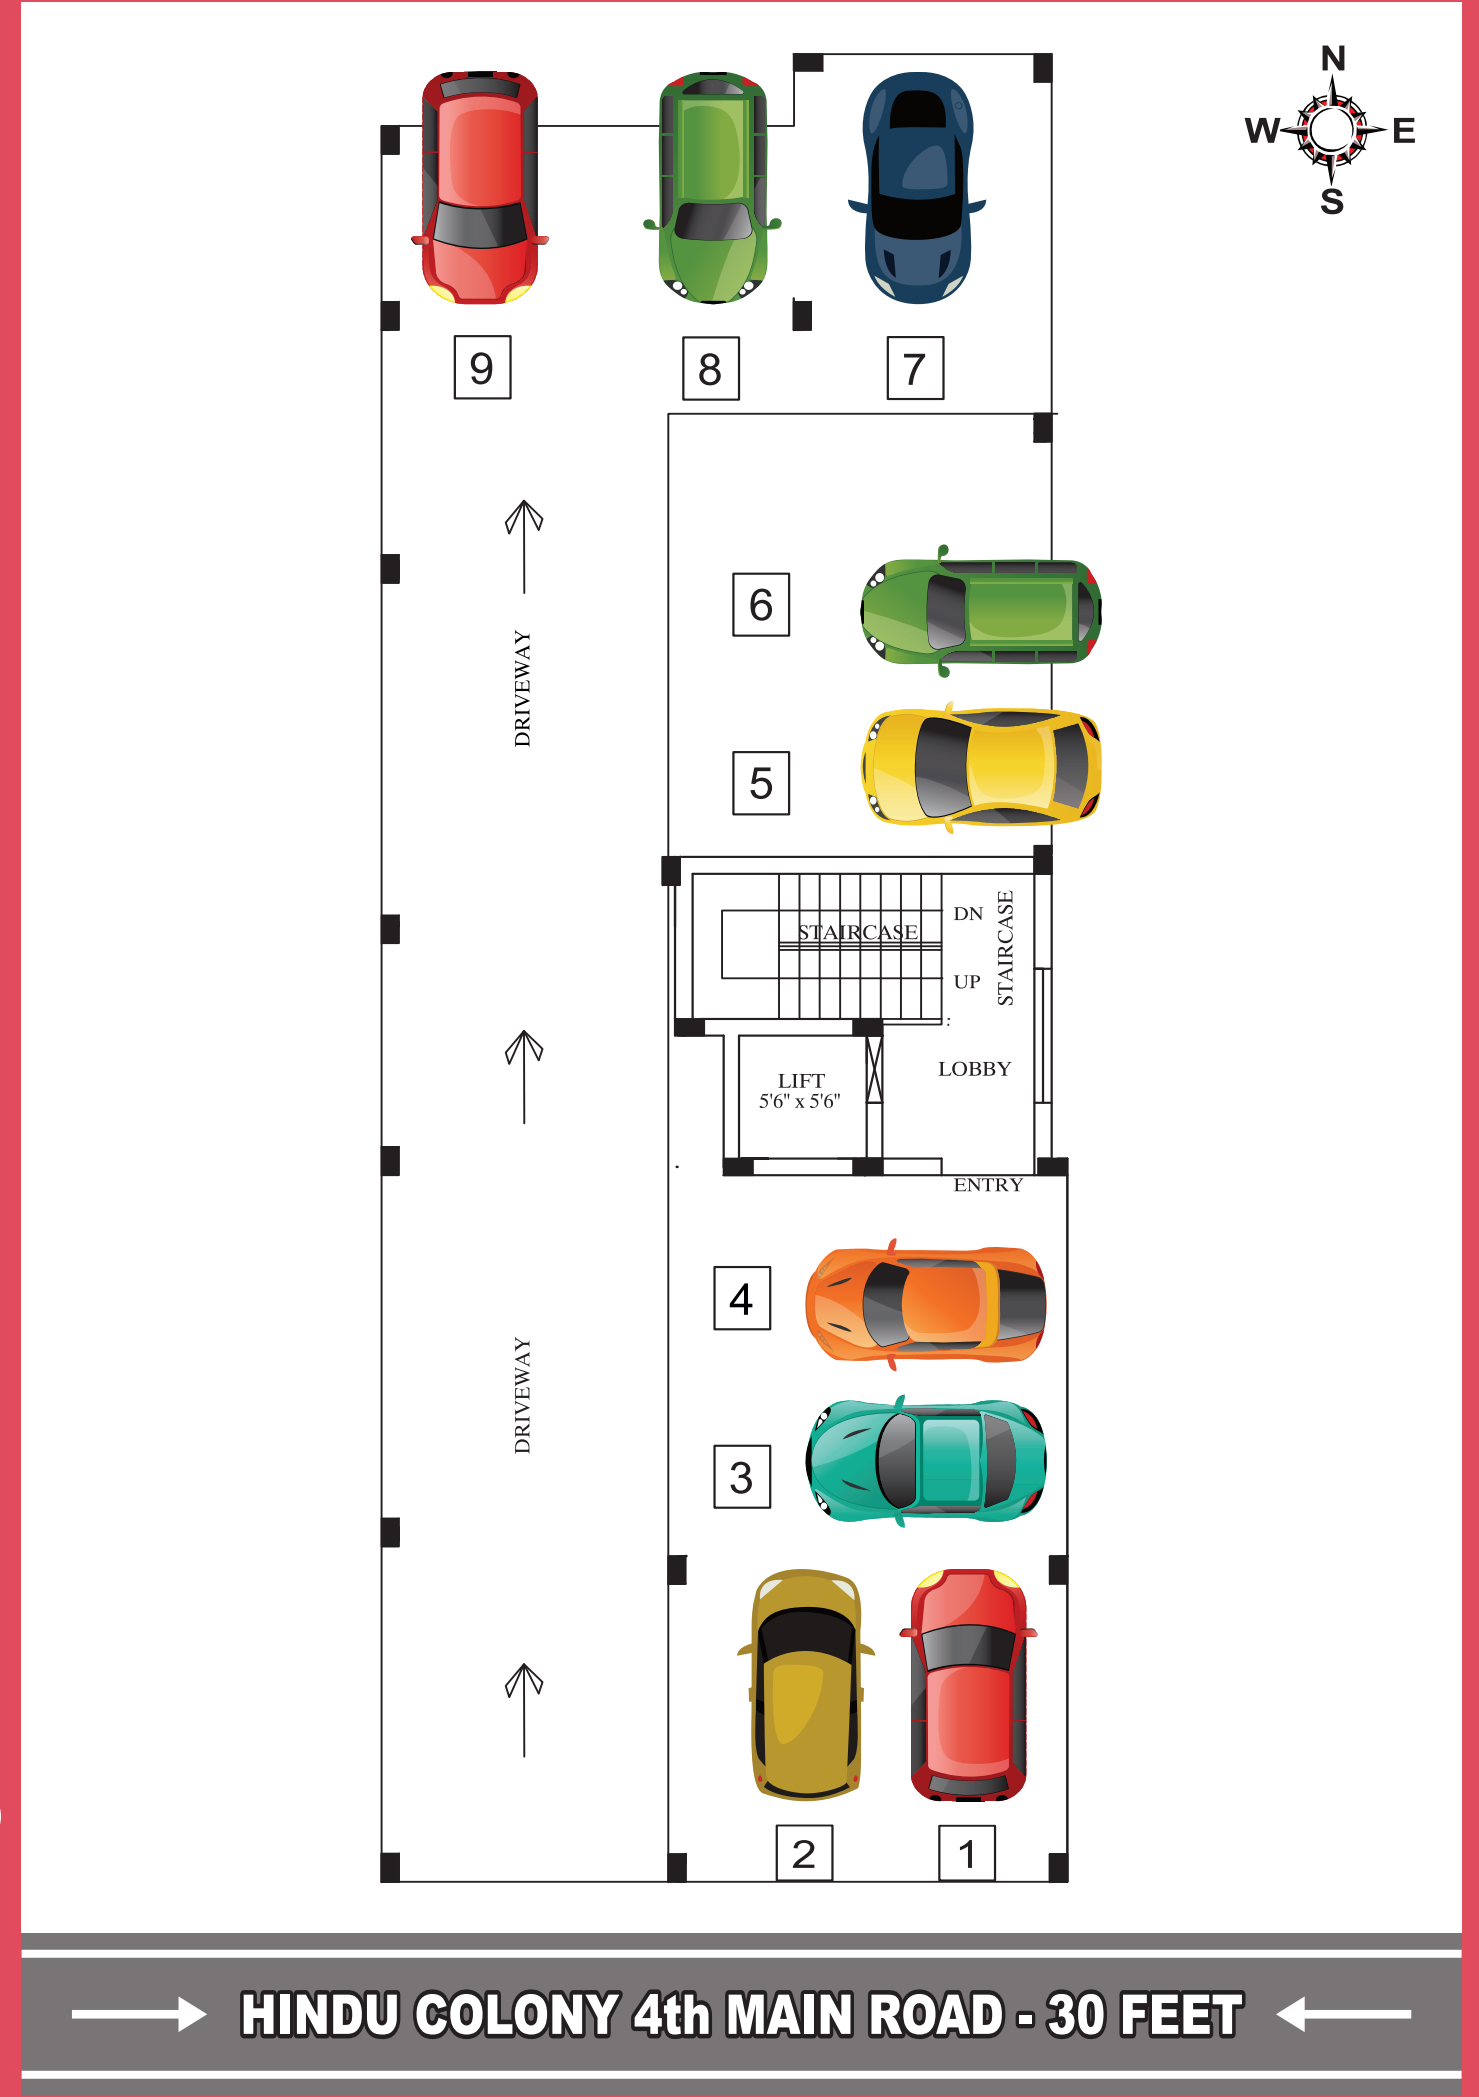 N
W E
S
9
8
7
DRIVEWAY
6
5
STAIRCASE
DN
UP
STAIRCASE
LIFT
5'6" x 5'6"
LOBBY
ENTRY
4
DRIVEWAY
3
2
1
HINDU COLONY 4th MAIN ROAD - 30 FEET